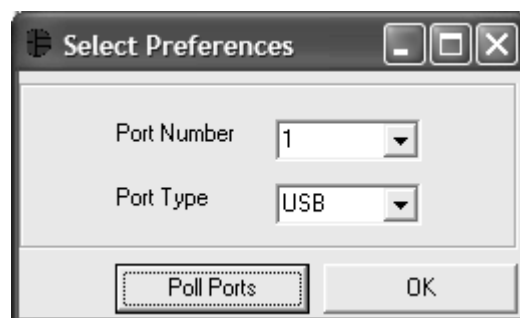 Select Preferences
Port Number 1
Port Type USB
Poll Ports OK